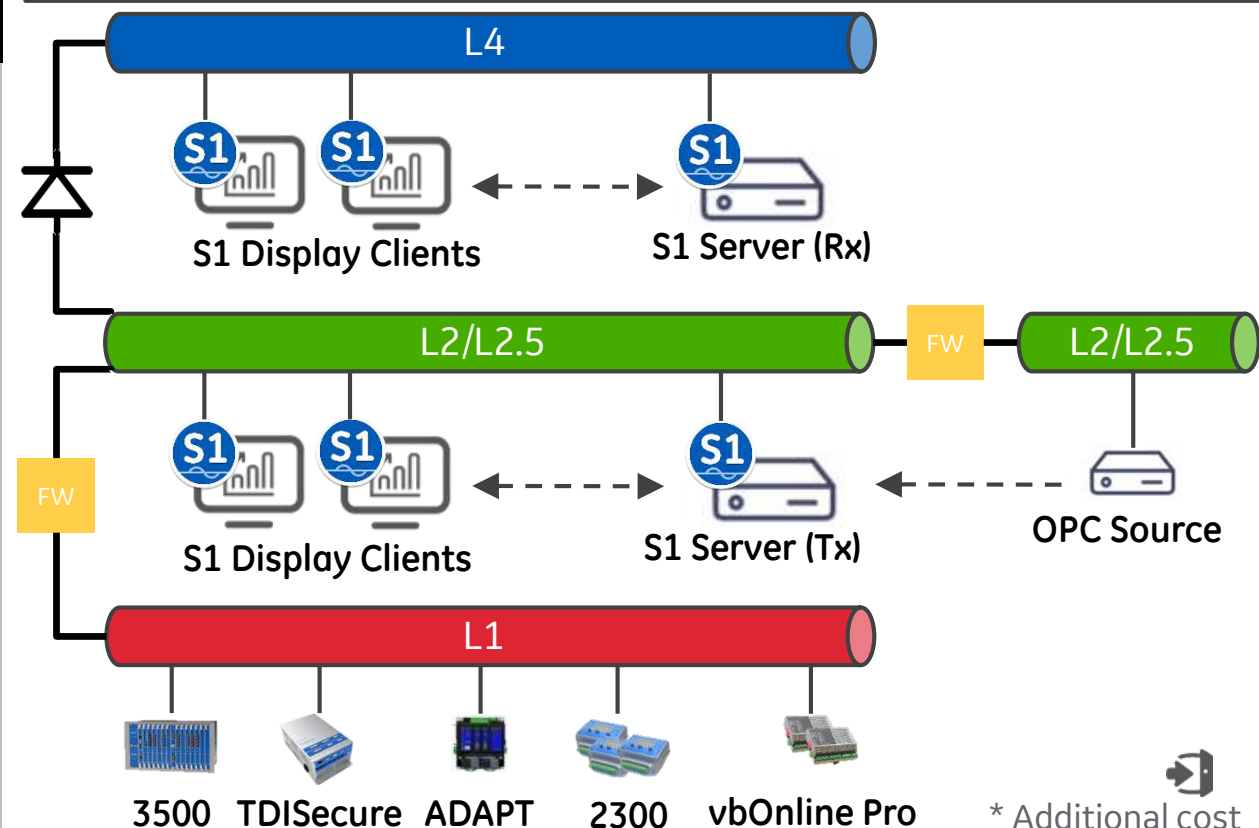 L4
S1
S1
S1
S1 Display Clients
S1 Server (Rx)
L2/L2.5
FW
L2/L2.5
S1
S1
S1
FW
S1 Display Clients
S1 Server (Tx)
OPC Source
L1
3500
TDISecure
ADAPT
2300
vbOnline Pro
* Additional cost